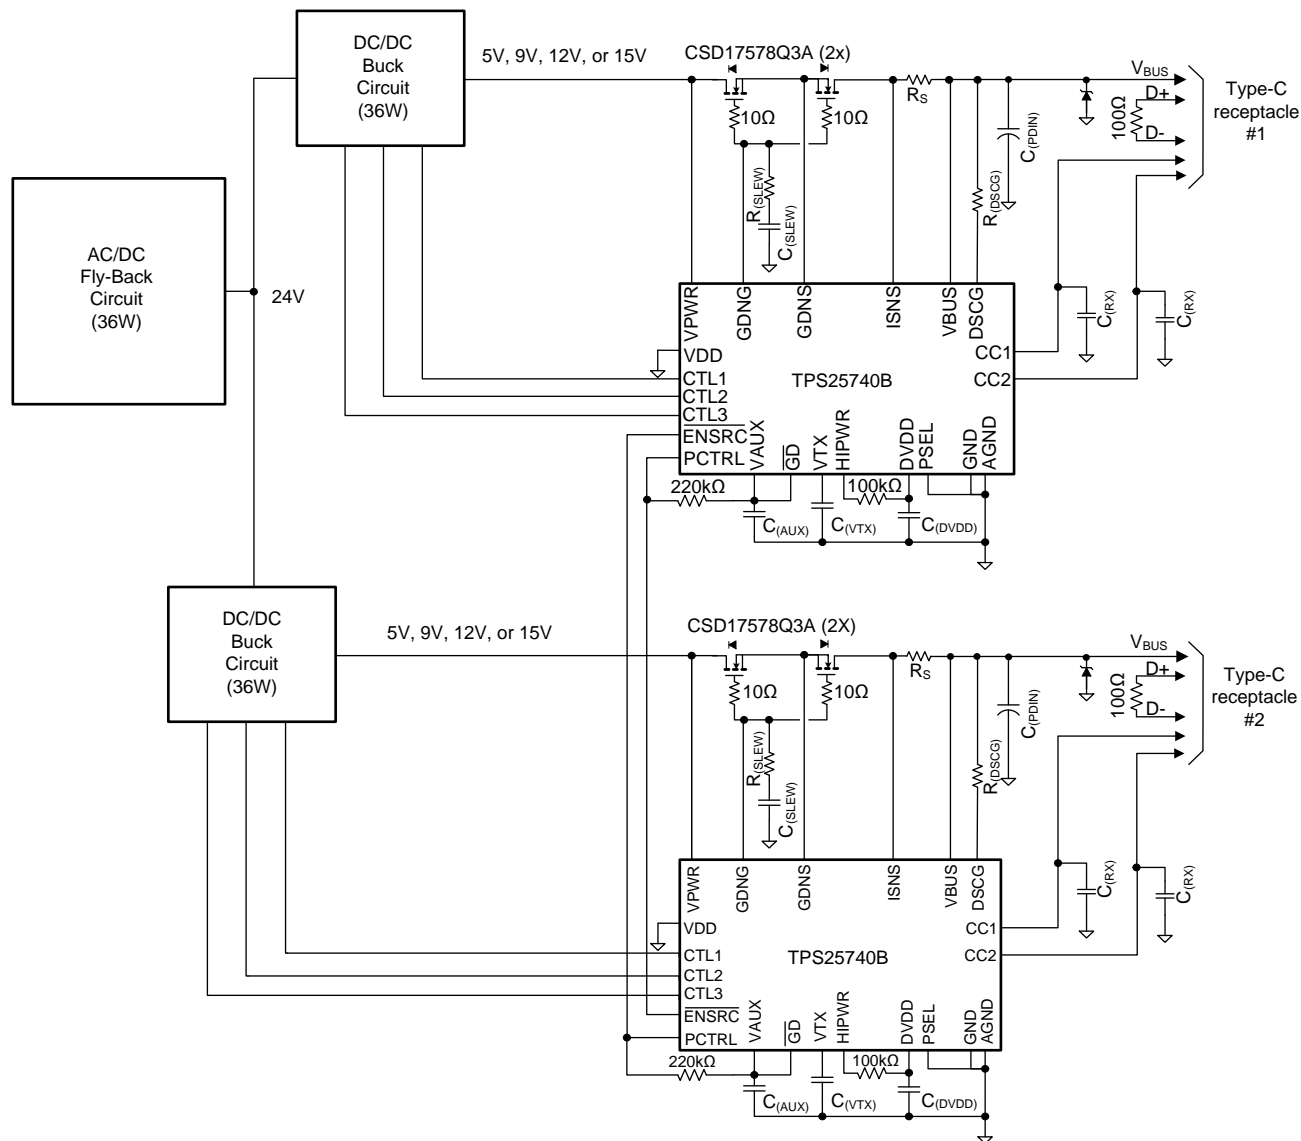 DC/DC
Buck
Circuit
(36W)
5V, 9V, 12V, or 15V
CSD17578Q3A (2x)
10Ω
10Ω
R(SLEW)
C(SLEW)
RS
R(DSCG)
C(PDIN)
VBUS
D+
100Ω
D-
Type-C
receptacle
#1
AC/DC
Fly-Back
Circuit
(36W)
24V
VPWR
GDNG
GDNS
ISNS
VBUS
DSCG
C(RX)
C(RX)
VDD
CTL1
CTL2
CTL3
ENSRC
PCTRL
TPS25740B
CC1
CC2
VAUX
GD
VTX
HIPWR
DVDD
PSEL
GND
AGND
220kΩ
100kΩ
C(AUX)
C(VTX)
C(DVDD)
DC/DC
Buck
Circuit
(36W)
5V, 9V, 12V, or 15V
CSD17578Q3A (2X)
10Ω
10Ω
R(SLEW)
C(SLEW)
RS
R(DSCG)
C(PDIN)
VBUS
D+
100Ω
D-
Type-C
receptacle
#2
VPWR
GDNG
GDNS
ISNS
VBUS
DSCG
C(RX)
C(RX)
VDD
CTL1
CTL2
CTL3
ENSRC
PCTRL
TPS25740B
CC1
CC2
VAUX
GD
VTX
HIPWR
DVDD
PSEL
GND
AGND
220kΩ
100kΩ
C(AUX)
C(VTX)
C(DVDD)